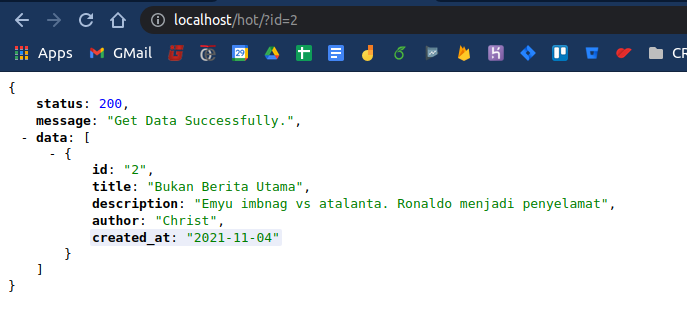 localhost/hot/?id=2
Apps GMail CR
{
status: 200,
message: "Get Data Successfully.",
- data: [
- {
id: "2",
title: "Bukan Berita Utama",
description: "Emyu imbnag vs atalanta. Ronaldo menjadi penyelamat",
author: "Christ",
created_at: "2021-11-04"
}
]
}